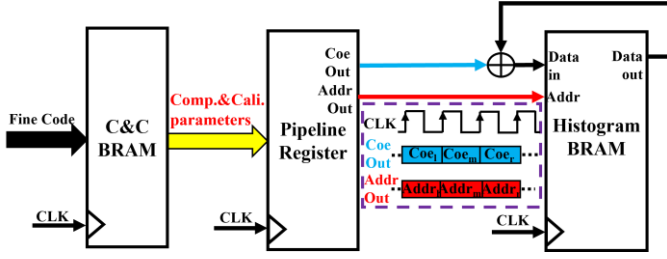 Fine Code
C&C
BRAM
CLK
Comp.&Cali.
parameters
Pipeline
Register
CLK
Coe
Out
Addr
Out
CLK
Coe
Out
Coe_l Coe_m Coe_r
Addr
Out
Addr_l Addr_m Addr_r
Data
in
Data
out
Addr
Histogram
BRAM
CLK